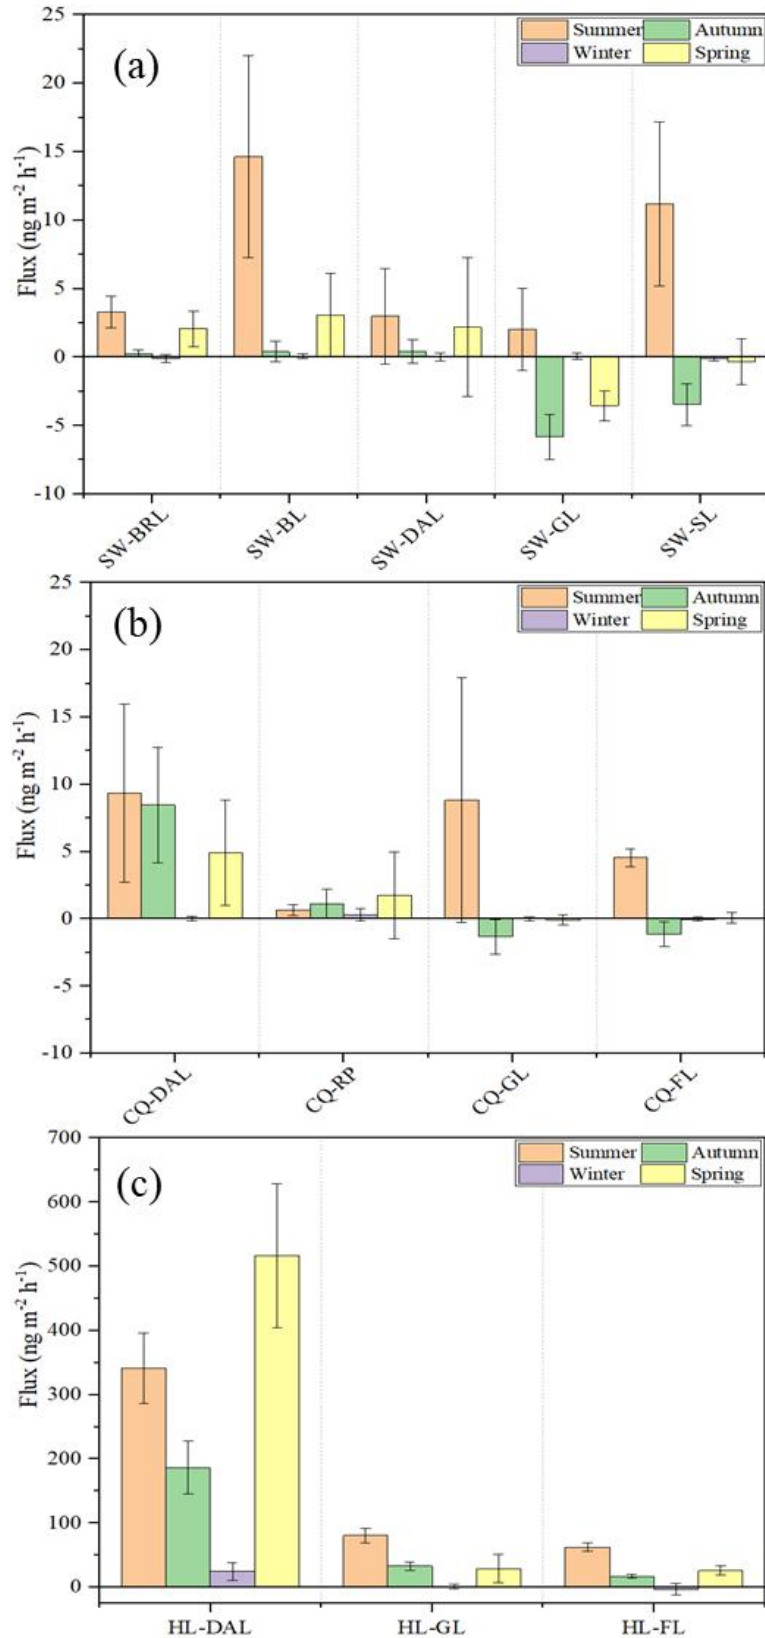 (a)
Summer Autumn
Winter Spring
Flux (ng m⁻² h⁻¹)
25
20
15
10
5
0
-5
-10
SW-BRL SW-BL SW-DAL SW-GL SW-SL
(b)
Summer Autumn
Winter Spring
Flux (ng m⁻² h⁻¹)
25
20
15
10
5
0
-5
-10
CQ-DAL CQ-RP CQ-GL CQ-FL
(c)
Summer Autumn
Winter Spring
Flux (ng m⁻² h⁻¹)
700
600
500
400
300
200
100
0
HL-DAL HL-GL HL-FL